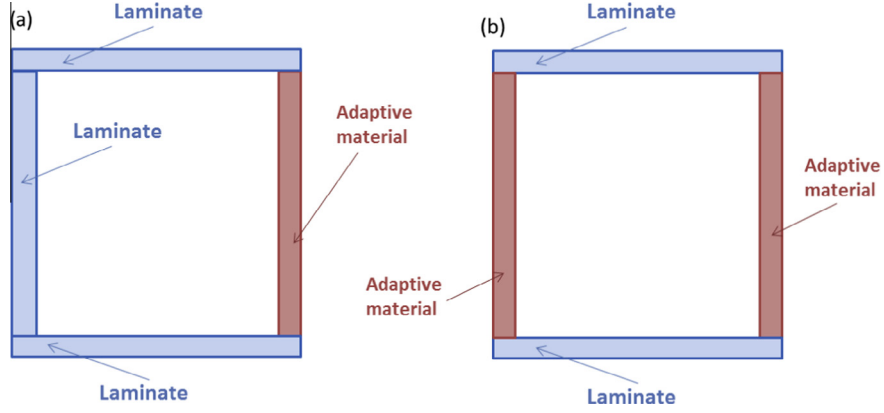 (a)
Laminate
Laminate
Adaptive
material
Laminate
(b)
Laminate
Adaptive
material
Adaptive
material
Laminate